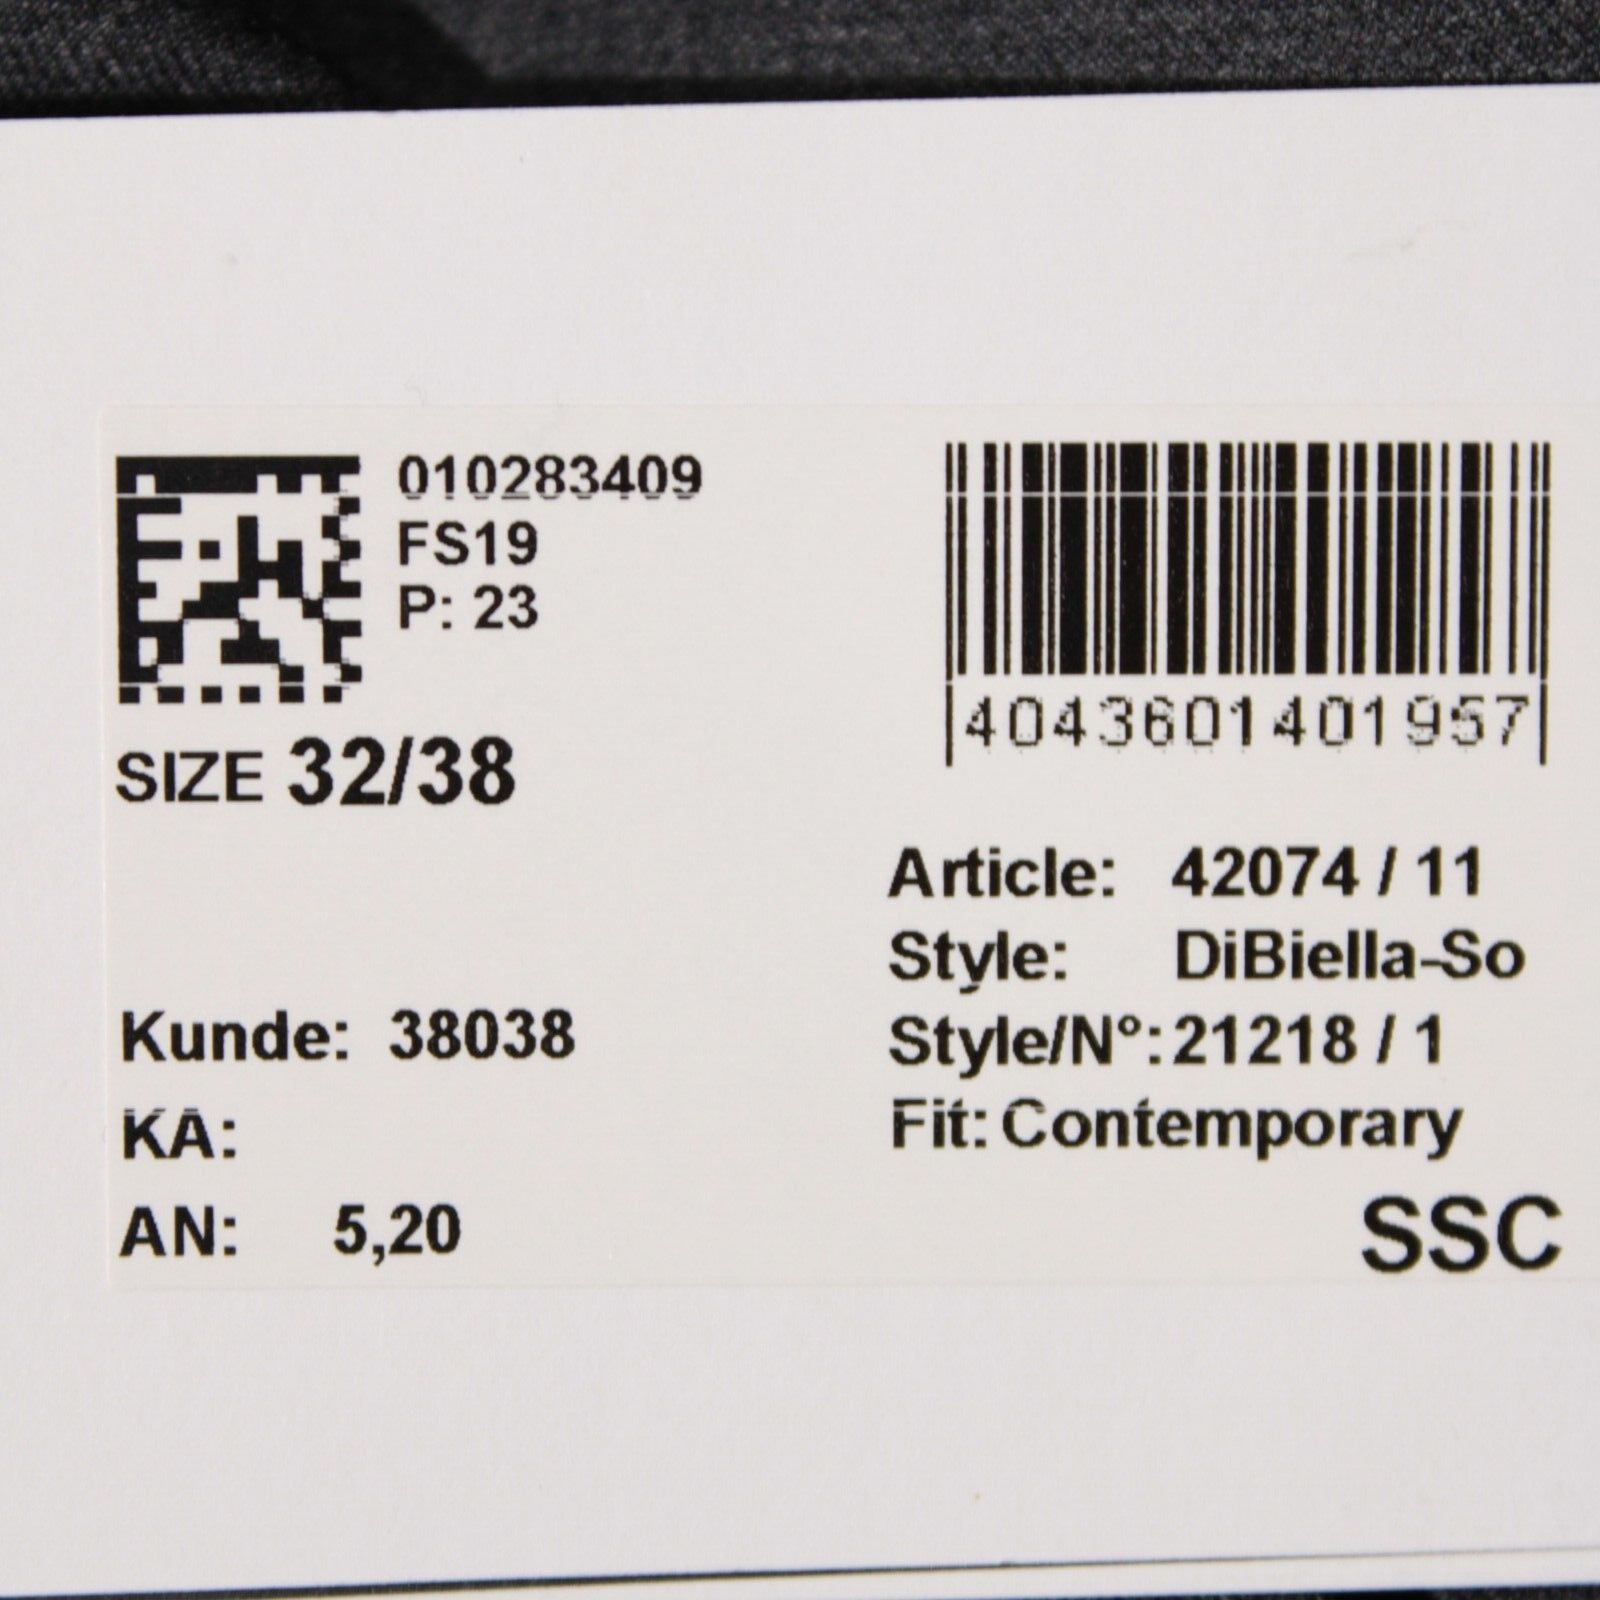 010283409
FS19
P: 23
SIZE 32/38
Kunde: 38038
KA:
AN: 5,20
4043601401957
Article: 42074 / 11
Style: DiBiella-So
Style/N°: 21218 / 1
Fit: Contemporary
SSC